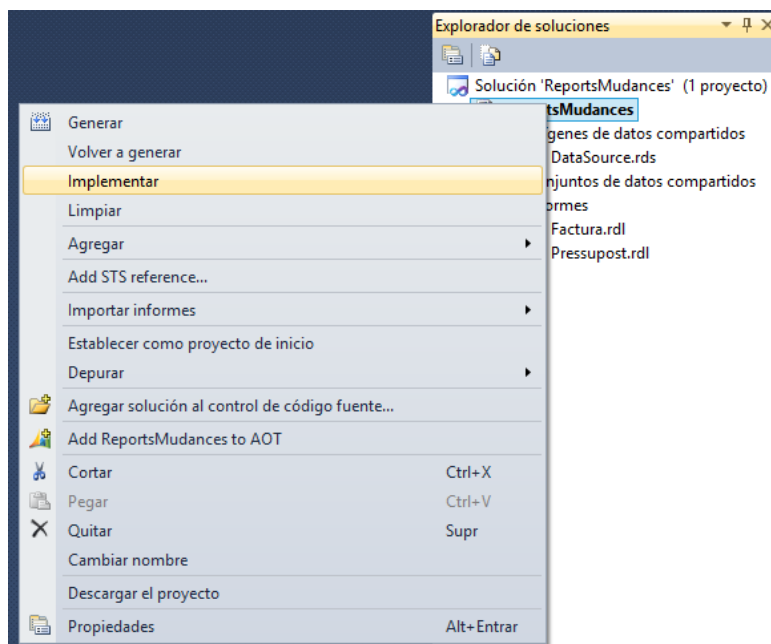 Explorador de soluciones
Solución 'ReportsMudances' (1 proyecto)
tsMudances
genes de datos compartidos
DataSource.rds
njuntos de datos compartidos
ormes
Factura.rdl
Pressupost.rdl
Generar
Volver a generar
Implementar
Limpiar
Agregar
Add STS reference...
Importar informes
Establecer como proyecto de inicio
Depurar
Agregar solución al control de código fuente...
Add ReportsMudances to AOT
Cortar Ctrl+X
Pegar Ctrl+V
Quitar Supr
Cambiar nombre
Descargar el proyecto
Propiedades Alt+Entrar